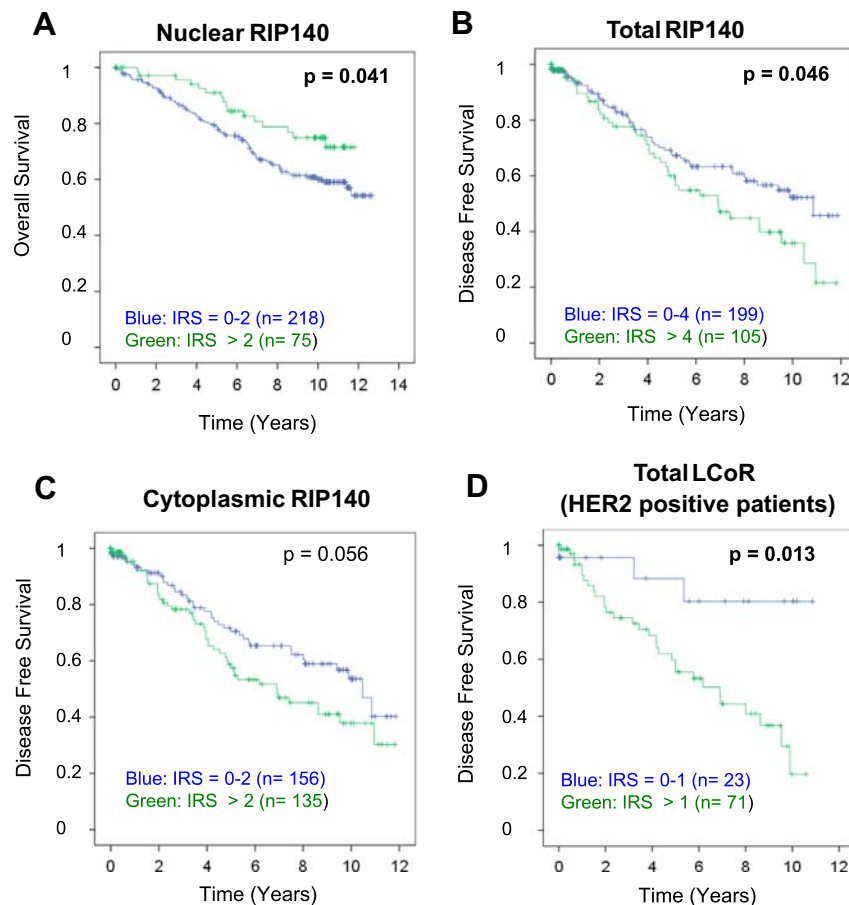 A
Nuclear RIP140
p = 0.041
Overall Survival
1
0.8
0.6
0.4
0.2
0
Blue: IRS = 0-2 (n= 218)
Green: IRS > 2 (n= 75)
0 2 4 6 8 10 12 14
Time (Years)
B
Total RIP140
p = 0.046
Disease Free Survival
1
0.8
0.6
0.4
0.2
0
Blue: IRS = 0-4 (n= 199)
Green: IRS > 4 (n= 105)
0 2 4 6 8 10 12
Time (Years)
C
Cytoplasmic RIP140
p = 0.056
Disease Free Survival
1
0.8
0.6
0.4
0.2
0
Blue: IRS = 0-2 (n= 156)
Green: IRS > 2 (n= 135)
0 2 4 6 8 10 12
Time (Years)
D
Total LCoR
(HER2 positive patients)
p = 0.013
Disease Free Survival
1
0.8
0.6
0.4
0.2
0
Blue: IRS = 0-1 (n= 23)
Green: IRS > 1 (n= 71)
0 2 4 6 8 10 12
Time (Years)